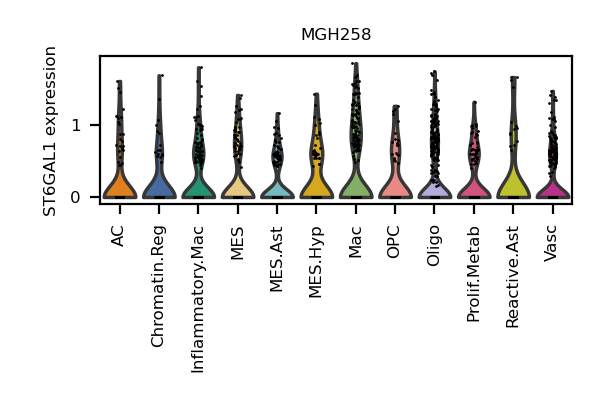 MGH258
ST6GAL1 expression
1
0
AC
Chromatin.Reg
Inflammatory.Mac
MES
MES.Ast
MES.Hyp
Mac
OPC
Oligo
Prolif.Metab
Reactive.Ast
Vasc